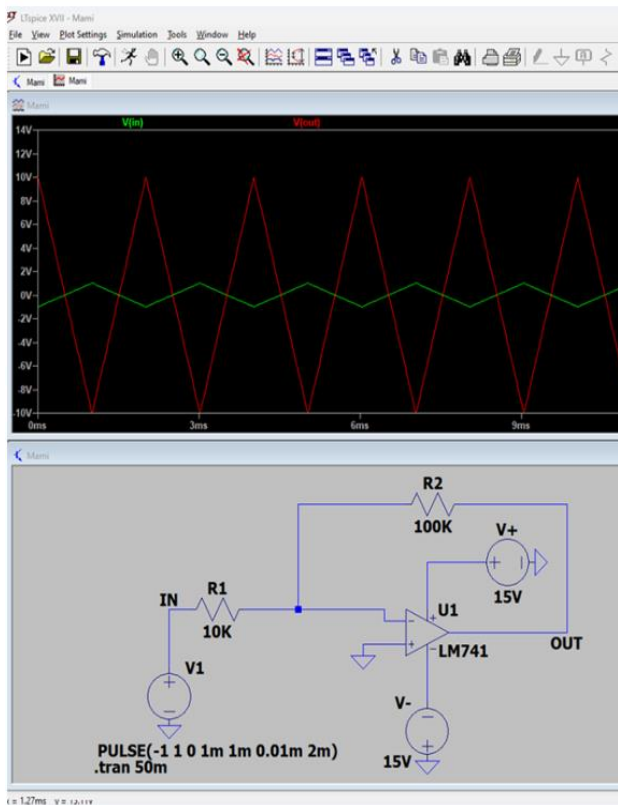 LTspice XVII - Mami
File View Plot Settings Simulation Tools Window Help
Mami Mami
Mami
V(in) V(out)
14V
12V
10V
8V
6V
4V
2V
0V
-2V
-4V
-6V
-8V
-10V
0ms 3ms 6ms 9ms
Mami
R2
100K
V+
15V
R1
IN
10K
U1
LM741
OUT
V1
V-
15V
PULSE(-1 1 0 1m 1m 0.01m 2m)
.tran 50m
= 1.27ms